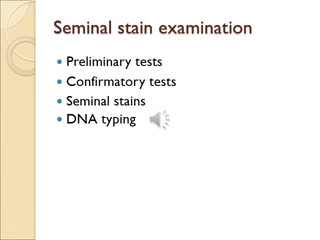 Seminal stain examination
Preliminary tests
Confirmatory tests
Seminal stains
DNA typing